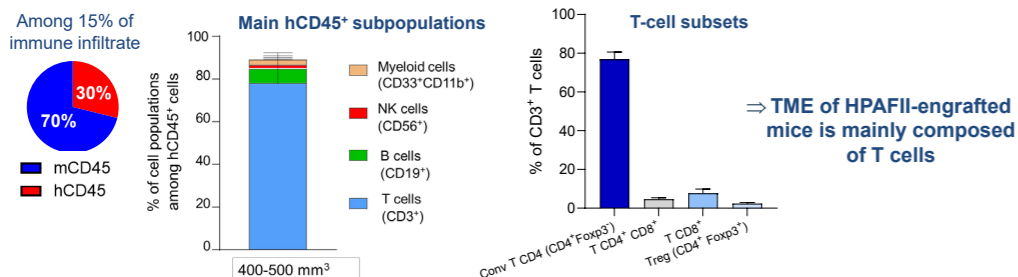 Among 15% of
immune infiltrate
30%
70%
mCD45
hCD45
Main hCD45⁺ subpopulations
% of cell populations
among hCD45⁺ cells
100
80
60
40
20
0
400-500 mm³
Myeloid cells
(CD33⁺CD11b⁺)
NK cells
(CD56⁺)
B cells
(CD19⁺)
T cells
(CD3⁺)
T-cell subsets
% of CD3⁺ T cells
100
80
60
40
20
0
Conv T CD4 (CD4⁺Foxp3⁻)
T CD4⁺ CD8⁺
T CD8⁺
Treg (CD4⁺ Foxp3⁺)
⇒ TME of HPAFII-engrafted
mice is mainly composed
of T cells